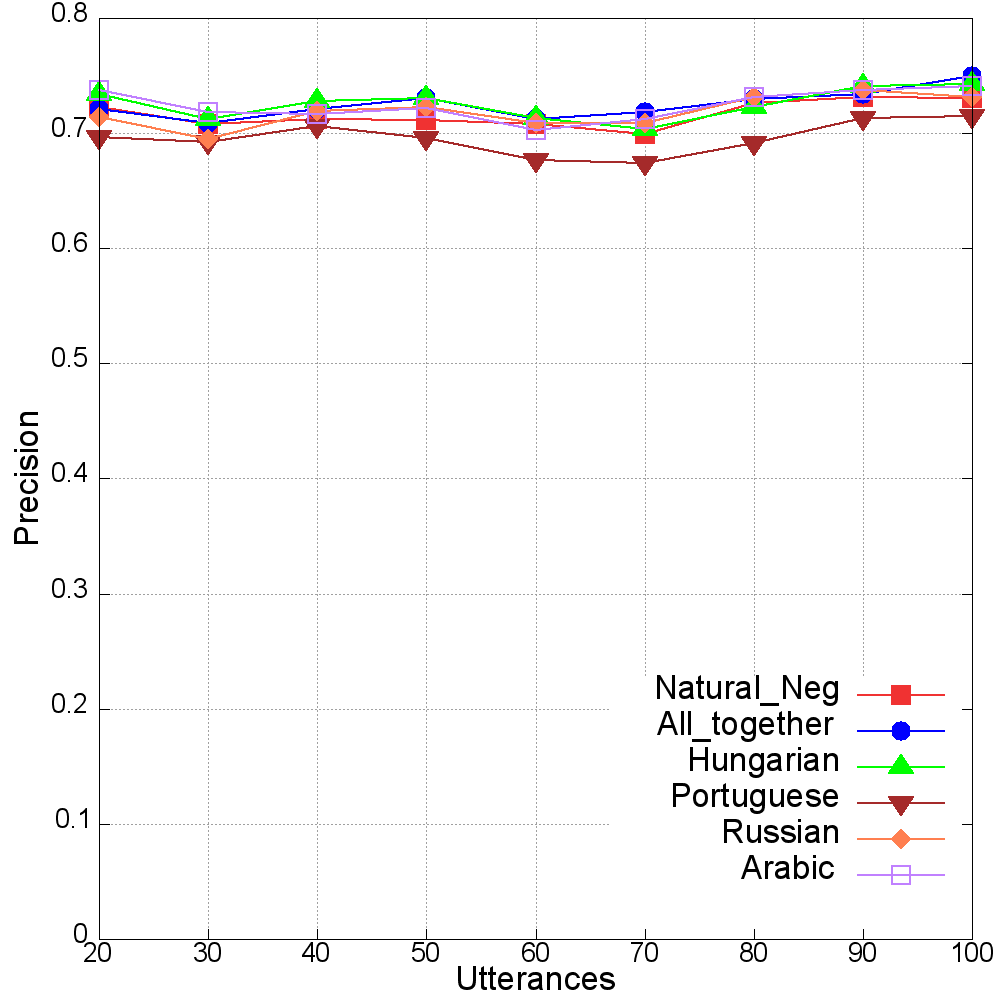 0.8
0.7
0.6
0.5
0.4
0.3
0.2
0.1
0
Precision
Natural_Neg
All_together
Hungarian
Portuguese
Russian
Arabic
20 30 40 50 60 70 80 90 100
Utterances